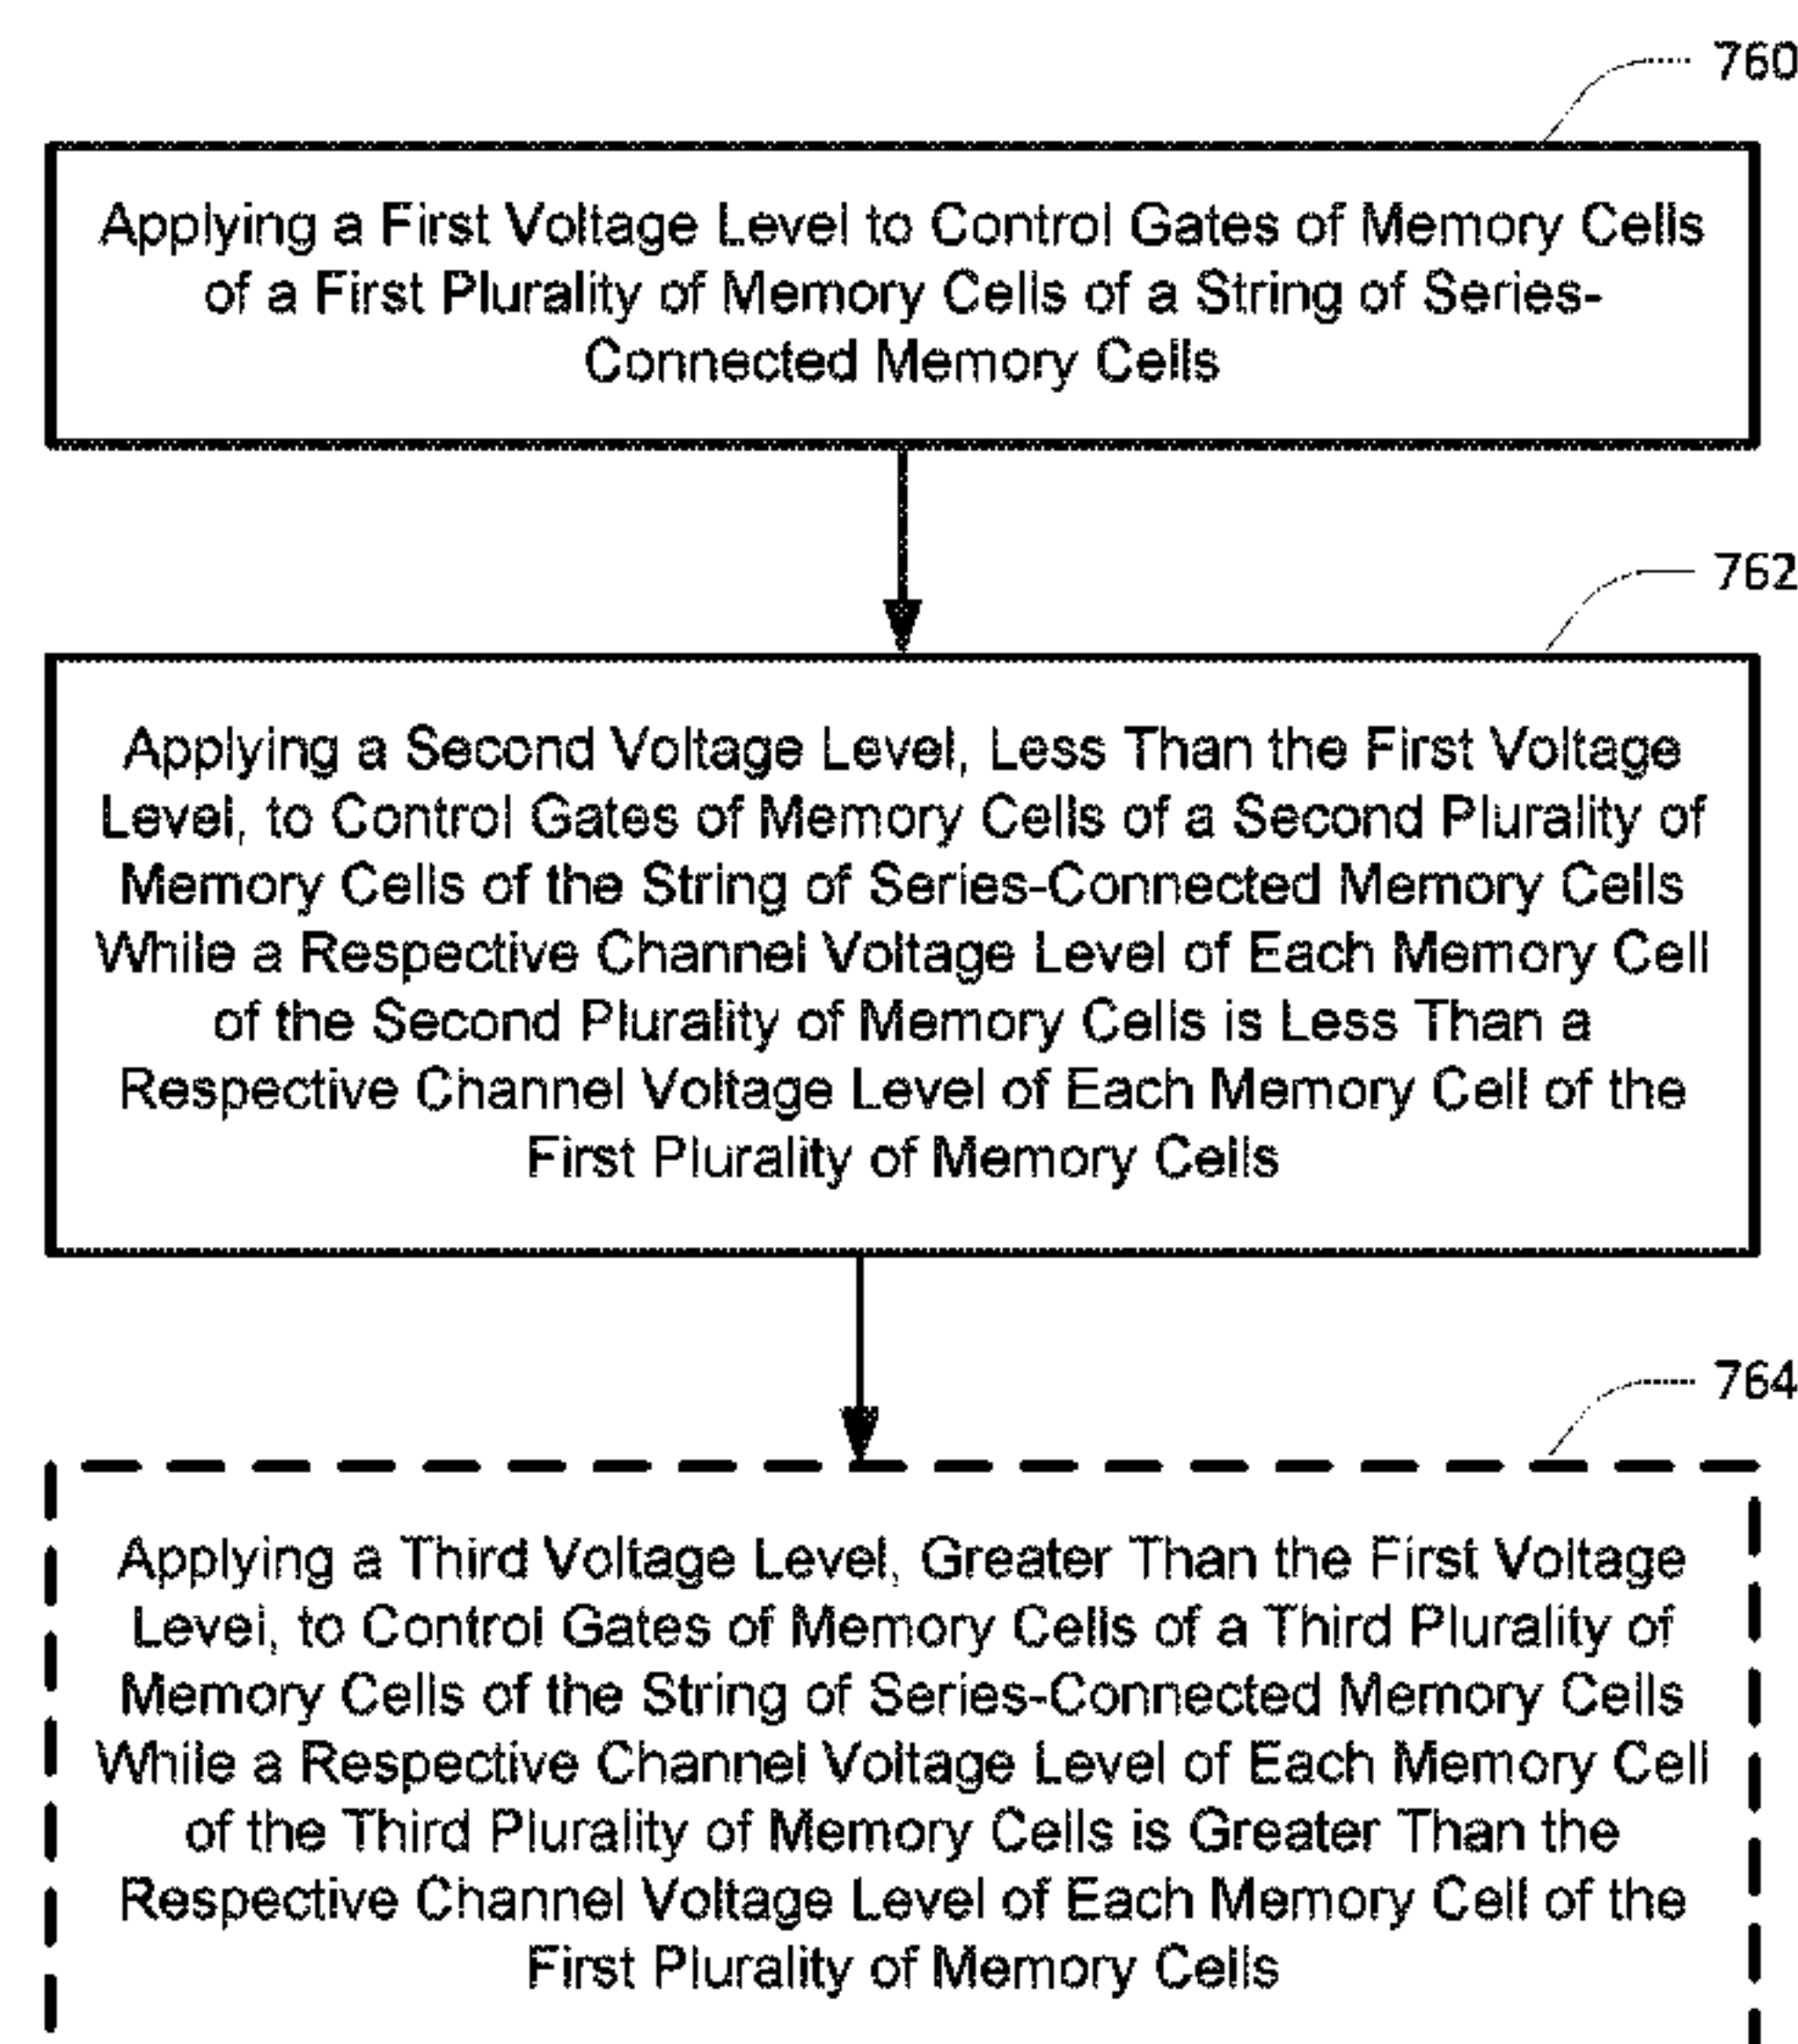 760
Applying a First Voltage Level to Control Gates of Memory Cells
of a First Plurality of Memory Cells of a String of Series-
Connected Memory Cells
762
Applying a Second Voltage Level, Less Than the First Voltage
Level, to Control Gates of Memory Cells of a Second Plurality of
Memory Cells of the String of Series-Connected Memory Cells
While a Respective Channel Voltage Level of Each Memory Cell
of the Second Plurality of Memory Cells is Less Than a
Respective Channel Voltage Level of Each Memory Cell of the
First Plurality of Memory Cells
764
Applying a Third Voltage Level, Greater Than the First Voltage
Level, to Control Gates of Memory Cells of a Third Plurality of
Memory Cells of the String of Series-Connected Memory Cells
While a Respective Channel Voltage Level of Each Memory Cell
of the Third Plurality of Memory Cells is Greater Than the
Respective Channel Voltage Level of Each Memory Cell of the
First Plurality of Memory Cells